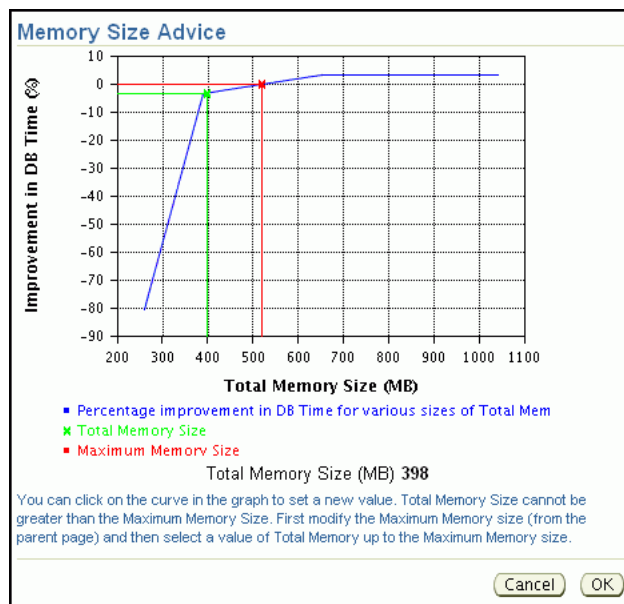 Memory Size Advice
Improvement in DB Time (%)
10
0
-10
-20
-30
-40
-50
-60
-70
-80
-90
200 300 400 500 600 700 800 900 1000 1100
Total Memory Size (MB)
Percentage improvement in DB Time for various sizes of Total Mem
Total Memory Size
Maximum Memory Size
Total Memory Size (MB) 398
You can click on the curve in the graph to set a new value. Total Memory Size cannot be
greater than the Maximum Memory Size. First modify the Maximum Memory size (from the
parent page) and then select a value of Total Memory up to the Maximum Memory size.
Cancel OK